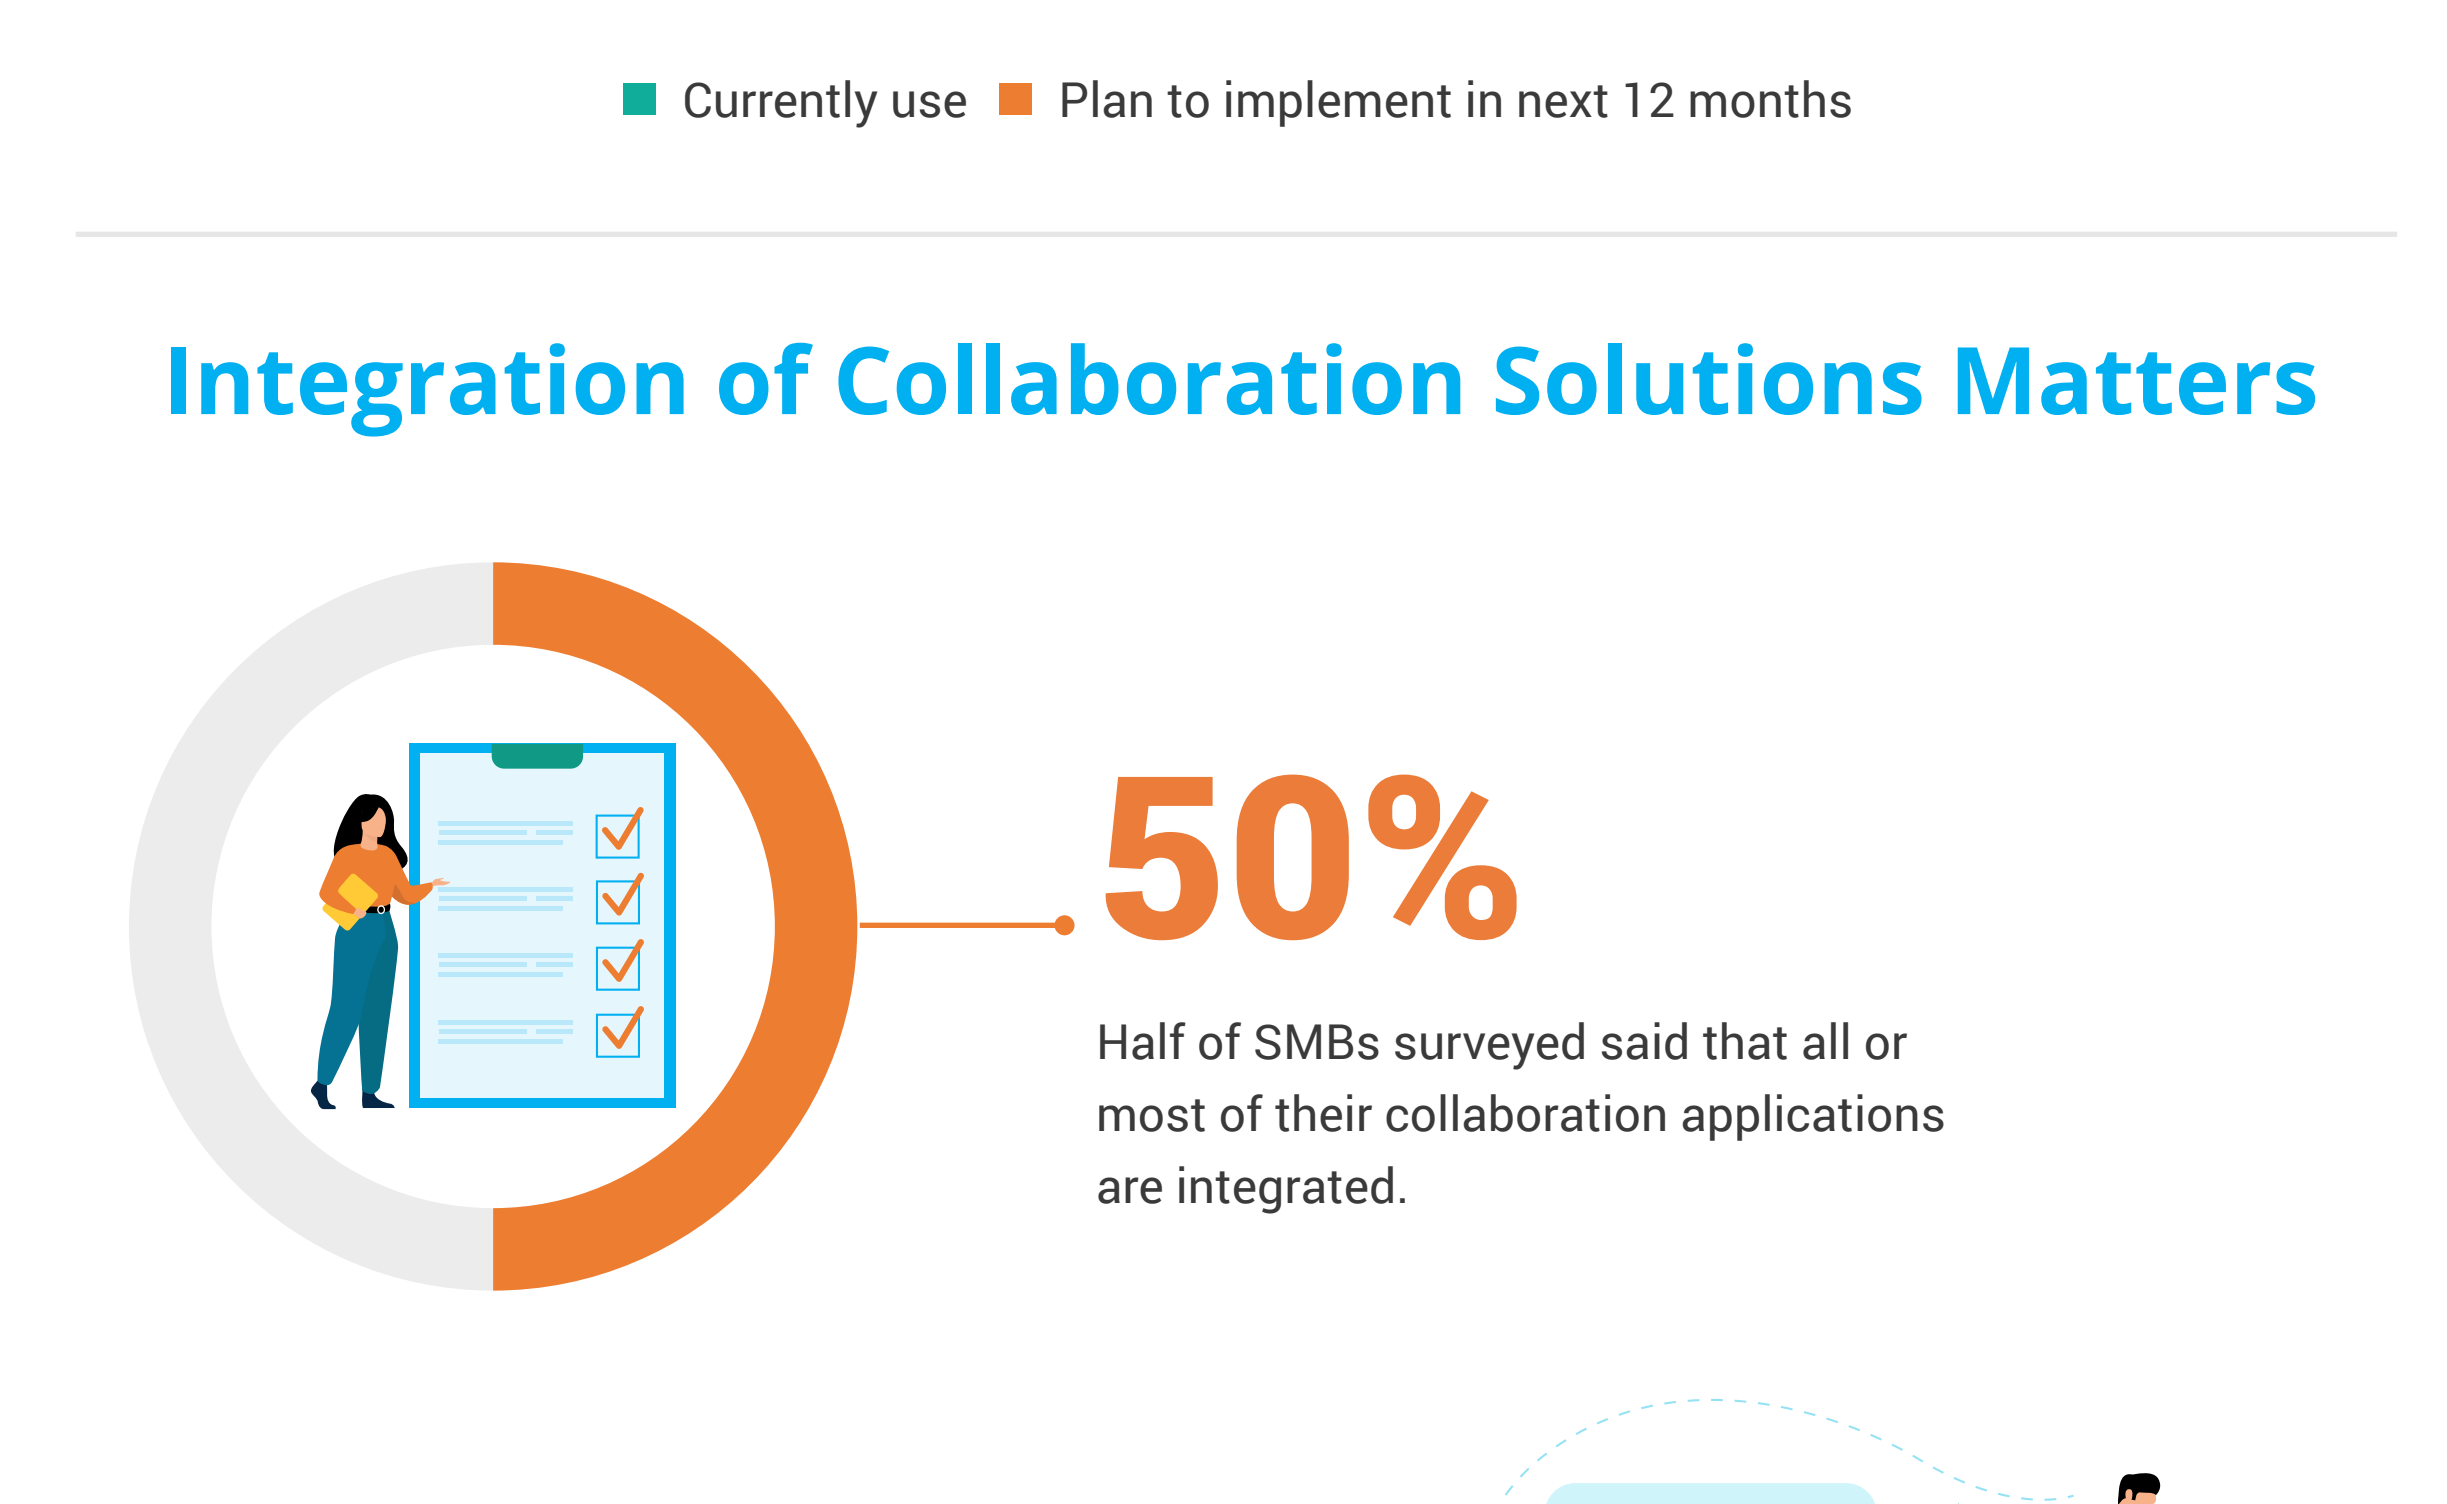 Currently use Plan to implement in next 12 months
Integration of Collaboration Solutions Matters
50%
Half of SMBs surveyed said that all or
most of their collaboration applications
are integrated.